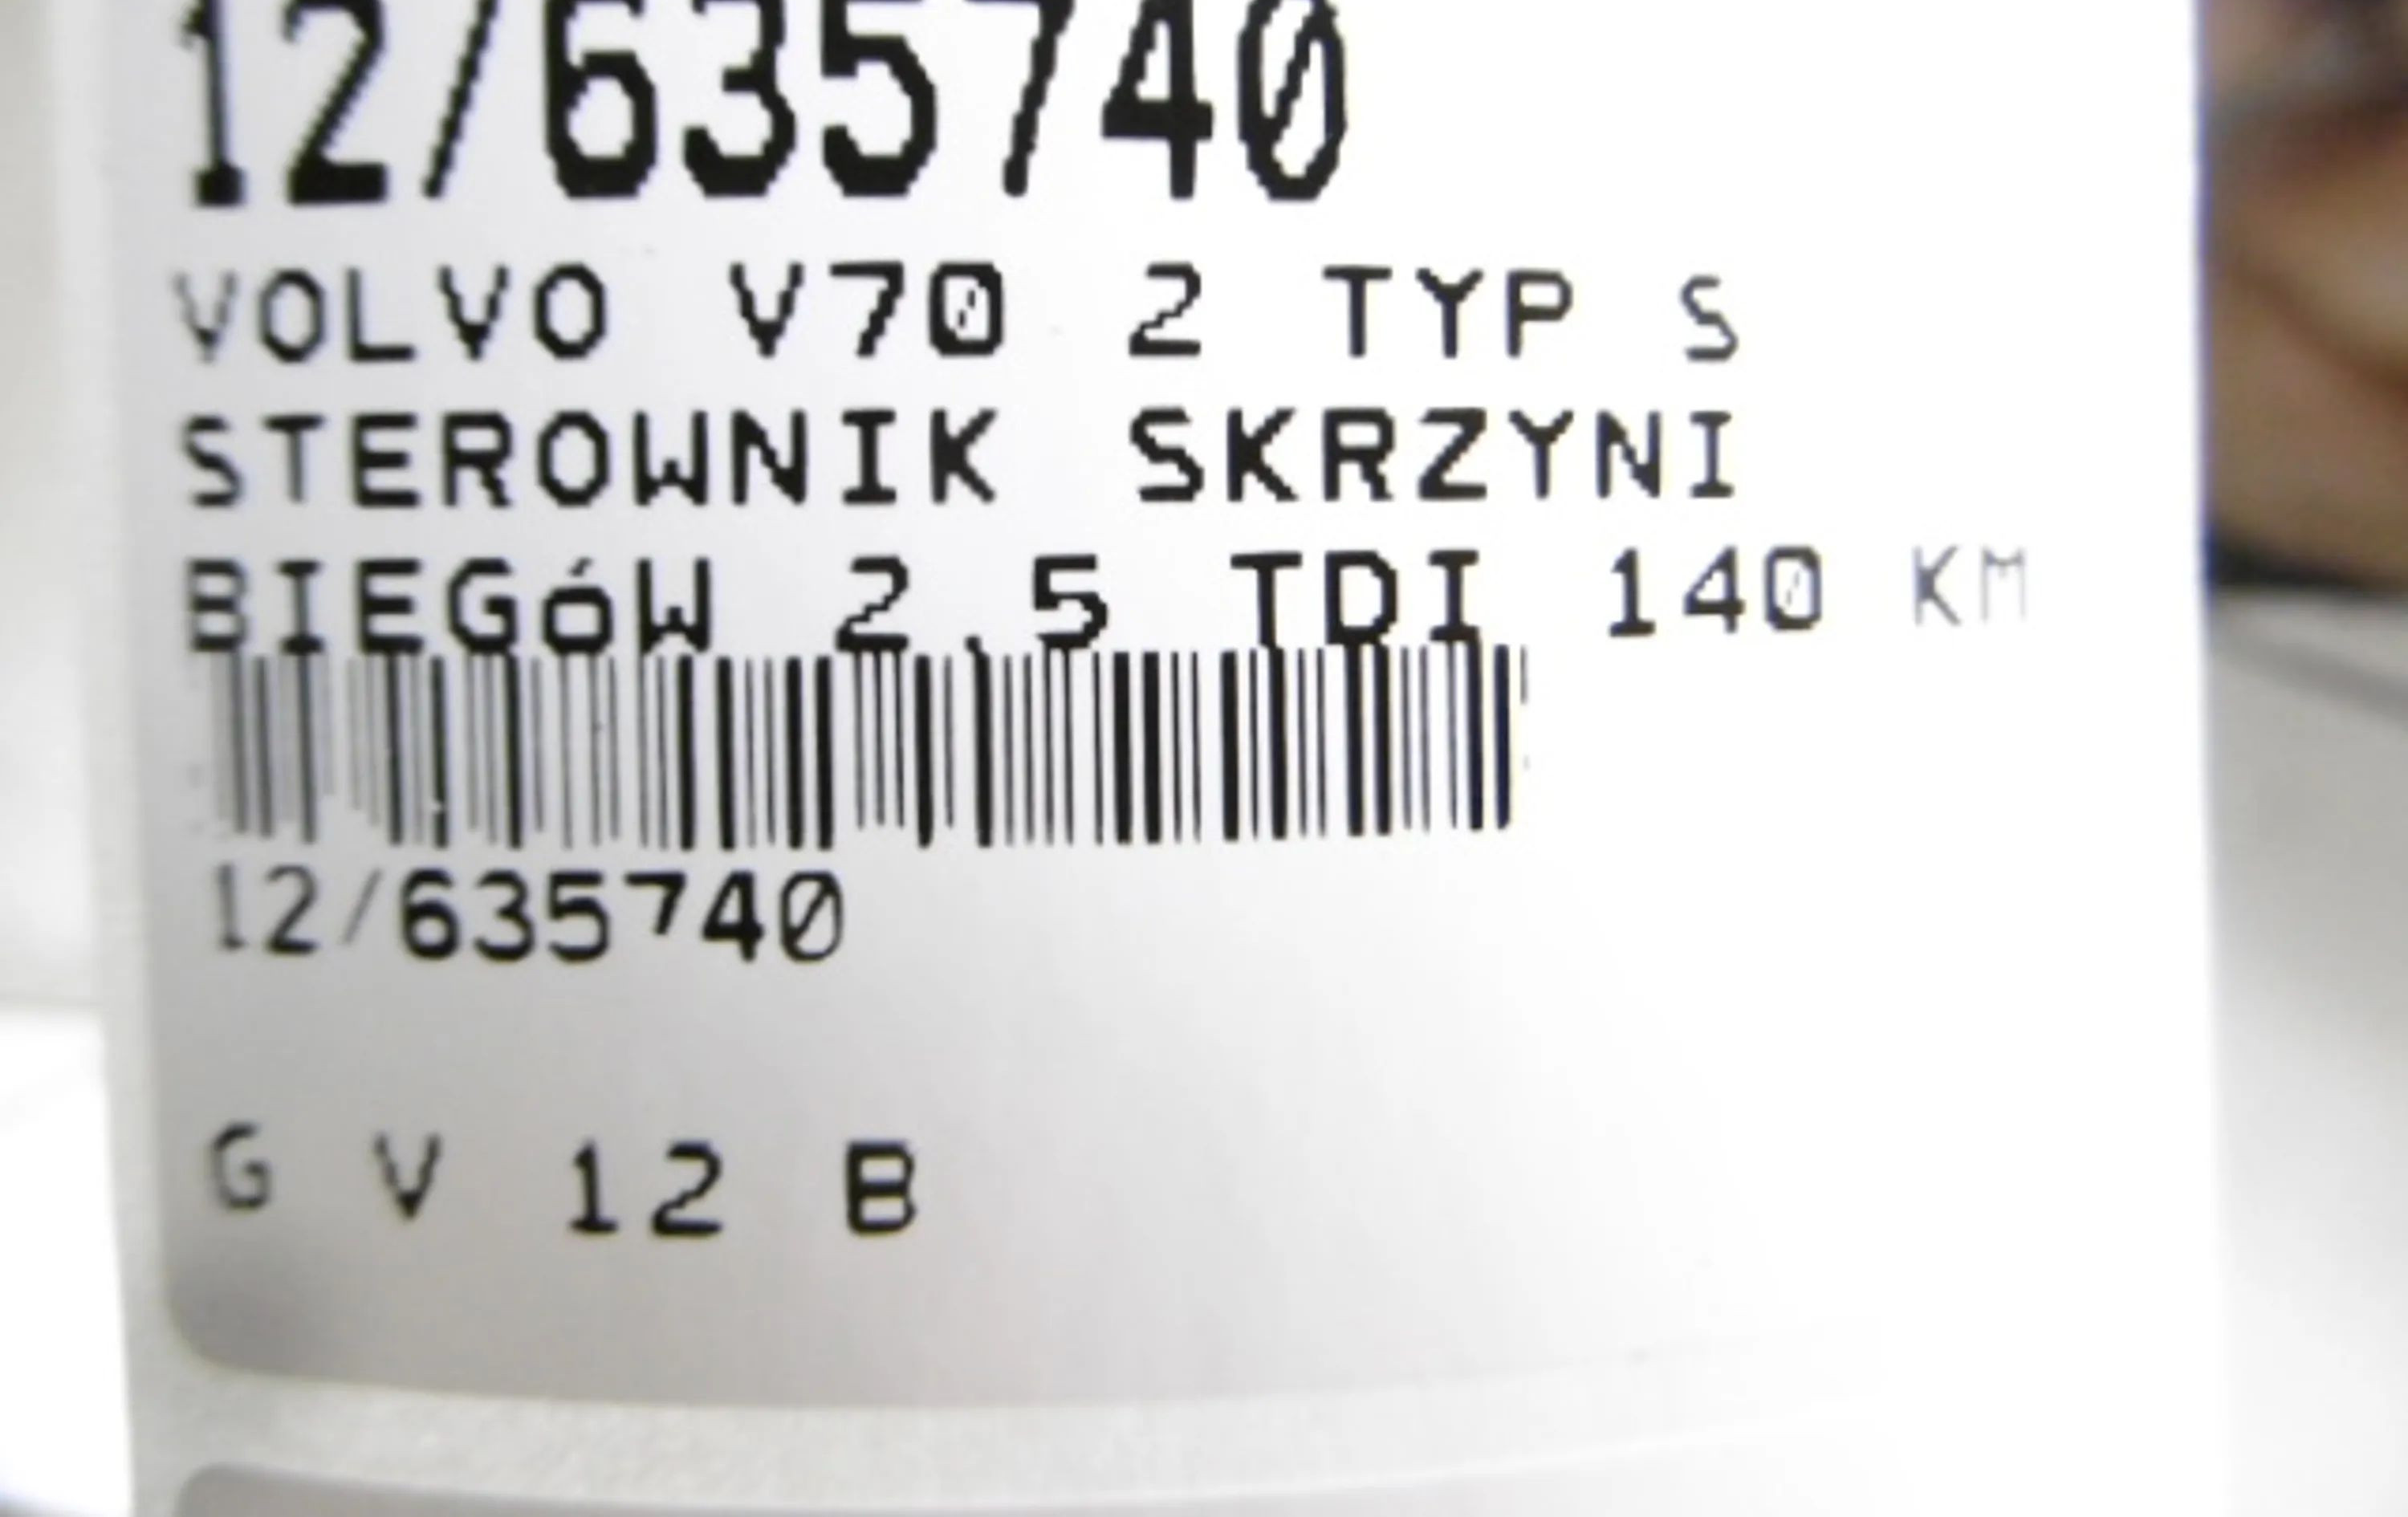 12/635740
VOLVO V70 2 TYP S
STEROWNIK SKRZYNI
BIEGóW 2.5 TDI 140 KM
12/635740
G V 12 B